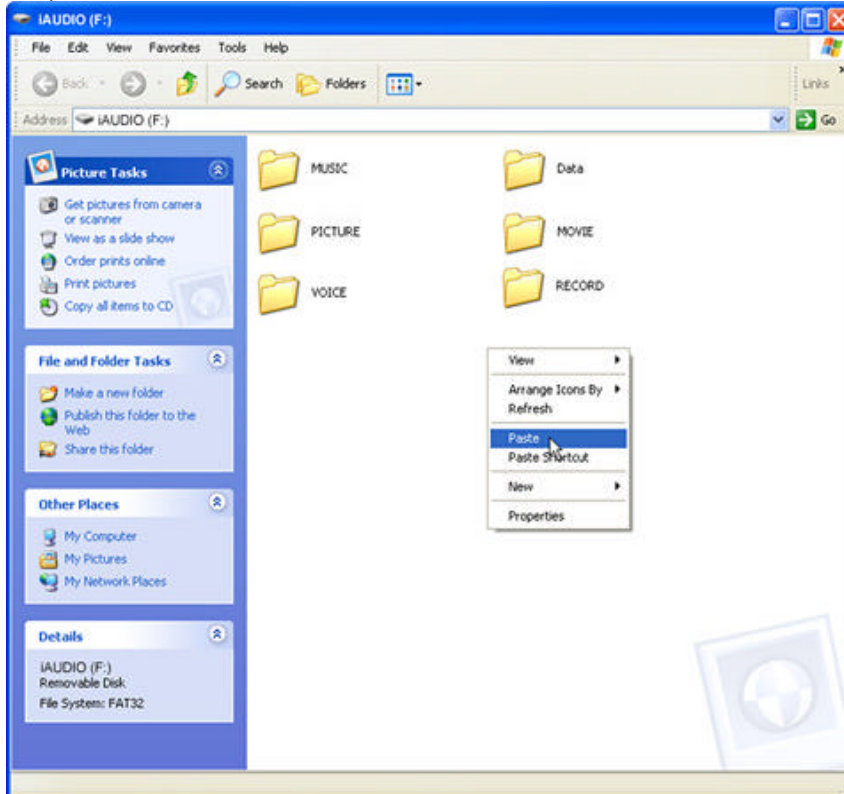 iAUDIO (F:)
File Edit View Favorites Tools Help
Back Search Folders Links
Address iAUDIO (F:) Go
Picture Tasks
Get pictures from camera
or scanner
View as a slide show
Order prints online
Print pictures
Copy all items to CD
File and Folder Tasks
Make a new folder
Publish this folder to the
Web
Share this folder
Other Places
My Computer
My Pictures
My Network Places
Details
iAUDIO (F:)
Removable Disk
File System: FAT32
MUSIC Data
PICTURE MOVIE
VOICE RECORD
View
Arrange Icons By
Refresh
Paste
Paste Shortcut
New
Properties